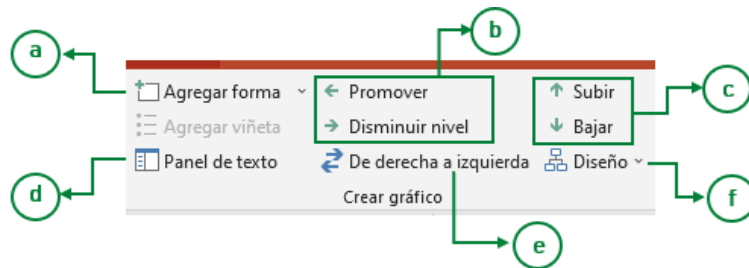 a
b
c
Agregar forma
Promover
Subir
Agregar viñeta
Disminuir nivel
Bajar
Panel de texto
De derecha a izquierda
Diseño
Crear gráfico
d
e
f